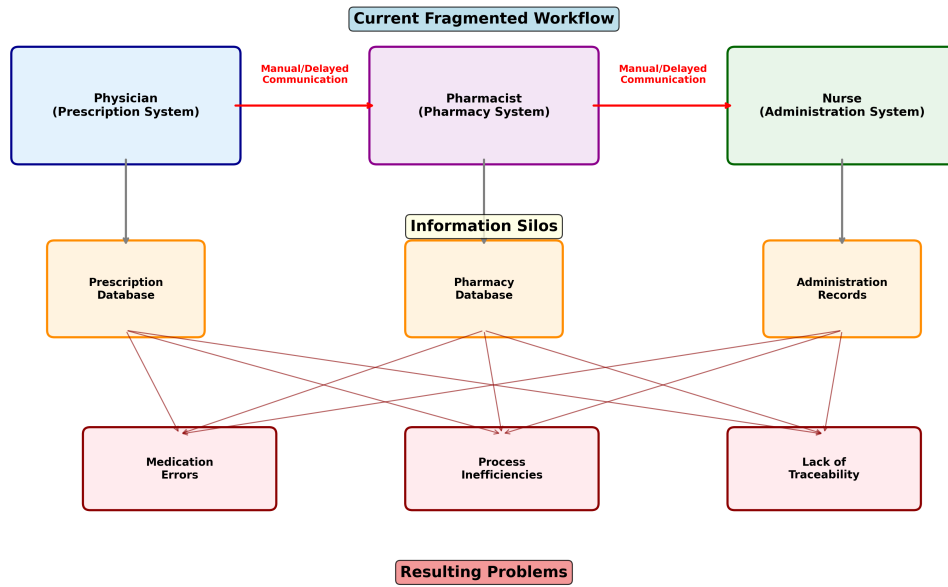 Current Fragmented Workflow
Manual/Delayed
Communication
Manual/Delayed
Communication
Physician
(Prescription System)
Pharmacist
(Pharmacy System)
Nurse
(Administration System)
Information Silos
Prescription
Database
Pharmacy
Database
Administration
Records
Medication
Errors
Process
Inefficiencies
Lack of
Traceability
Resulting Problems